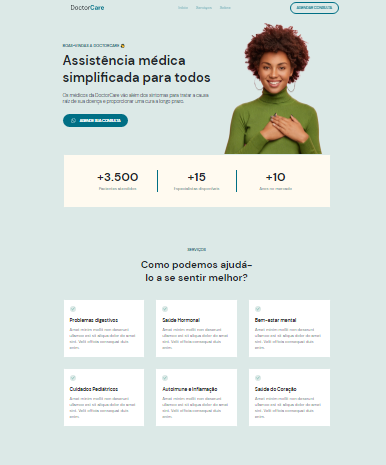 DoctorCare
Início Serviços Sobre
AGENDAR CONSULTA
BOAS-VINDAS A DOCTORCARE 👋
Assistência médica
simplificada para todos
Os médicos da DoctorCare vão além dos sintomas para tratar a causa
raiz de sua doença e proporcionar uma cura a longo prazo.
AGENDE SUA CONSULTA
+3.500 +15 +10
Pacientes atendidos Especialistas disponíveis Anos no mercado
SERVIÇOS
Como podemos ajudá-
lo a se sentir melhor?
Problemas digestivos
Amet minim mollit non deserunt
ullamco est sit aliqua dolor do amet
sint. Velit officia consequat duis
enim.
Saúde Hormonal
Amet minim mollit non deserunt
ullamco est sit aliqua dolor do amet
sint. Velit officia consequat duis
enim.
Bem-estar mental
Amet minim mollit non deserunt
ullamco est sit aliqua dolor do amet
sint. Velit officia consequat duis
enim.
Cuidados Pediátricos
Amet minim mollit non deserunt
ullamco est sit aliqua dolor do amet
sint. Velit officia consequat duis
enim.
Autoimune e Inflamação
Amet minim mollit non deserunt
ullamco est sit aliqua dolor do amet
sint. Velit officia consequat duis
enim.
Saúde do Coração
Amet minim mollit non deserunt
ullamco est sit aliqua dolor do amet
sint. Velit officia consequat duis
enim.